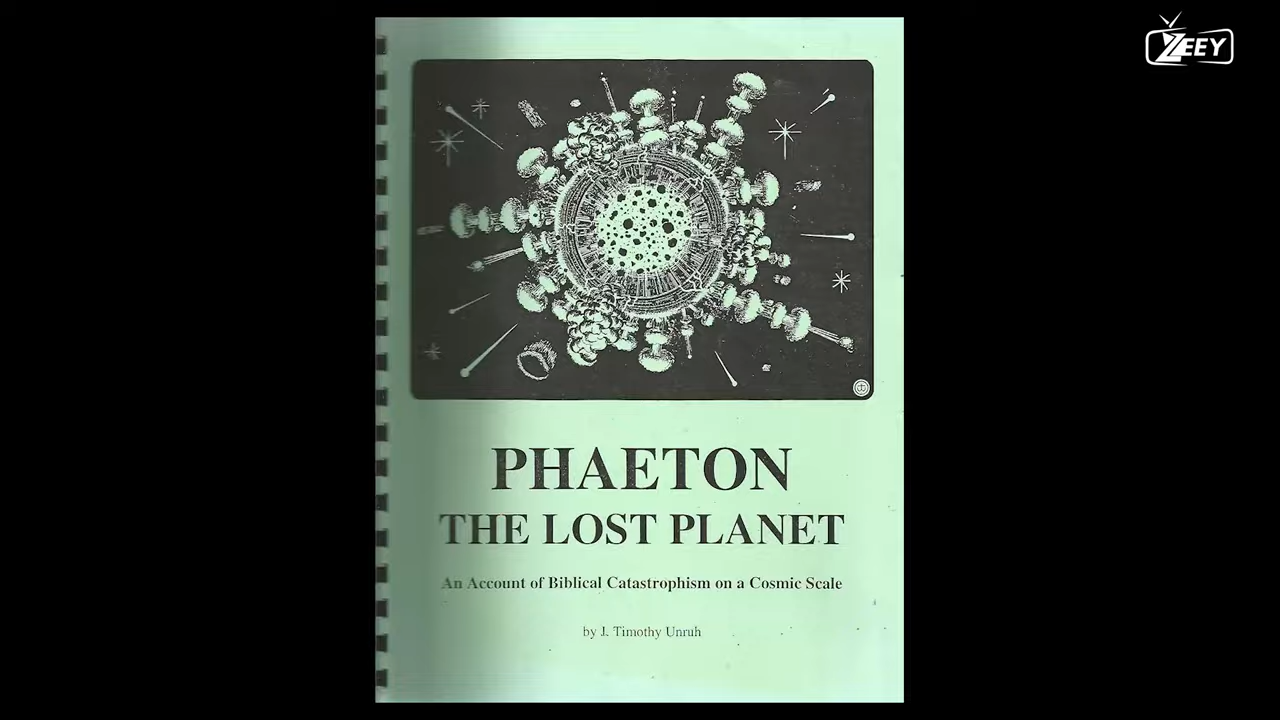 ZEEY
PHAETON
THE LOST PLANET
An Account of Biblical Catastrophism on a Cosmic Scale
by J. Timothy Unruh